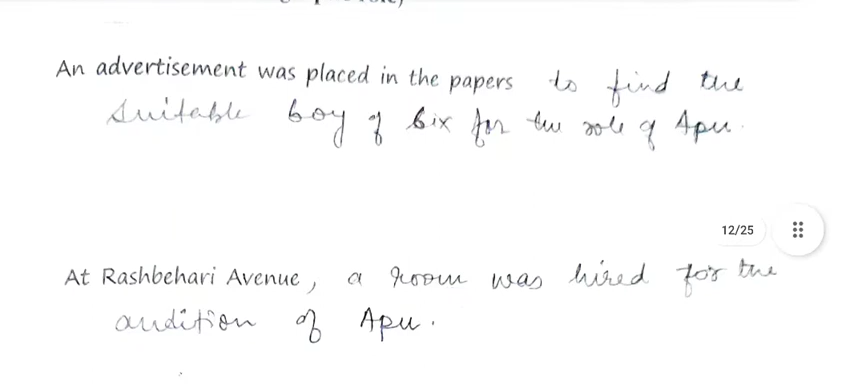 An advertisement was placed in the papers to find the
suitable boy of six for the role of Apu.
12/25
At Rashbehari Avenue, a room was hired for the
audition of Apu.